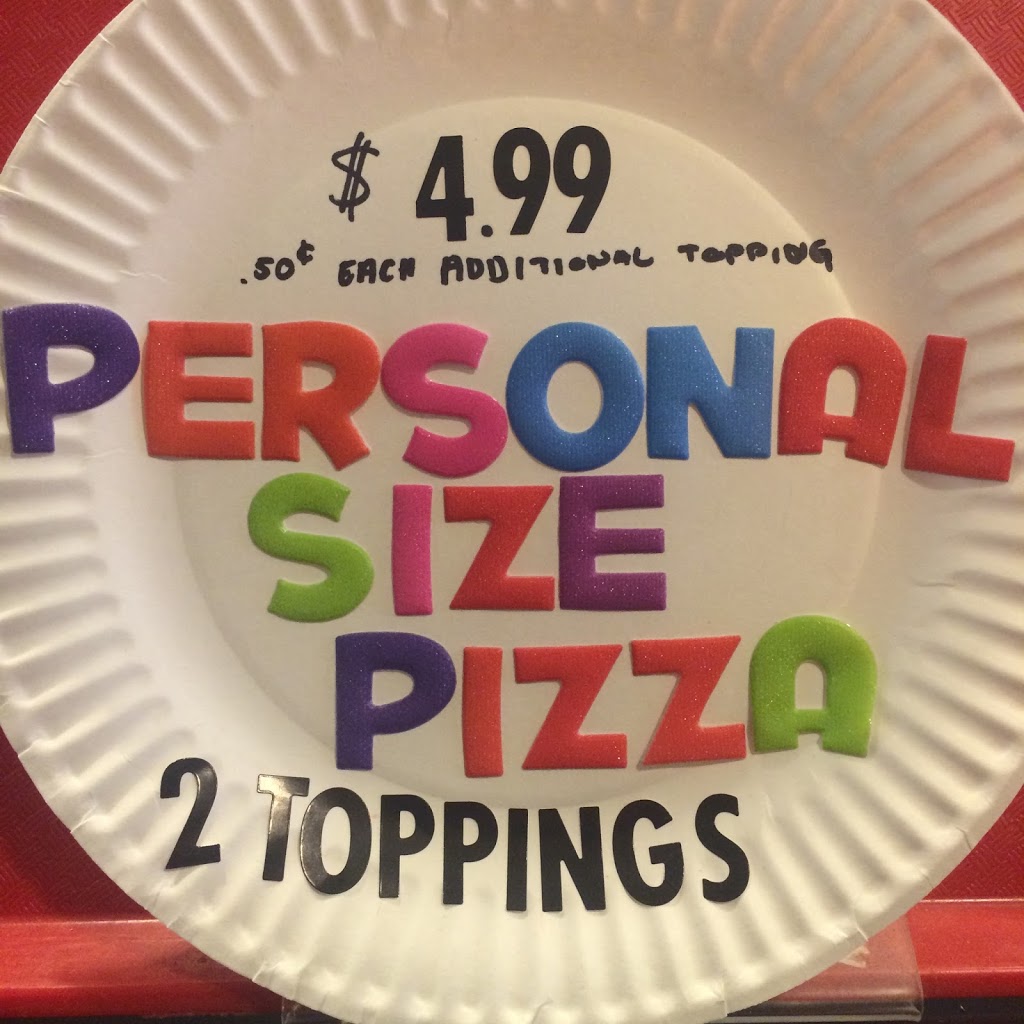 $ 4.99
.50¢ EACH ADDITIONAL TOPPING
PERSONAL
SIZE
PIZZA
2 TOPPINGS